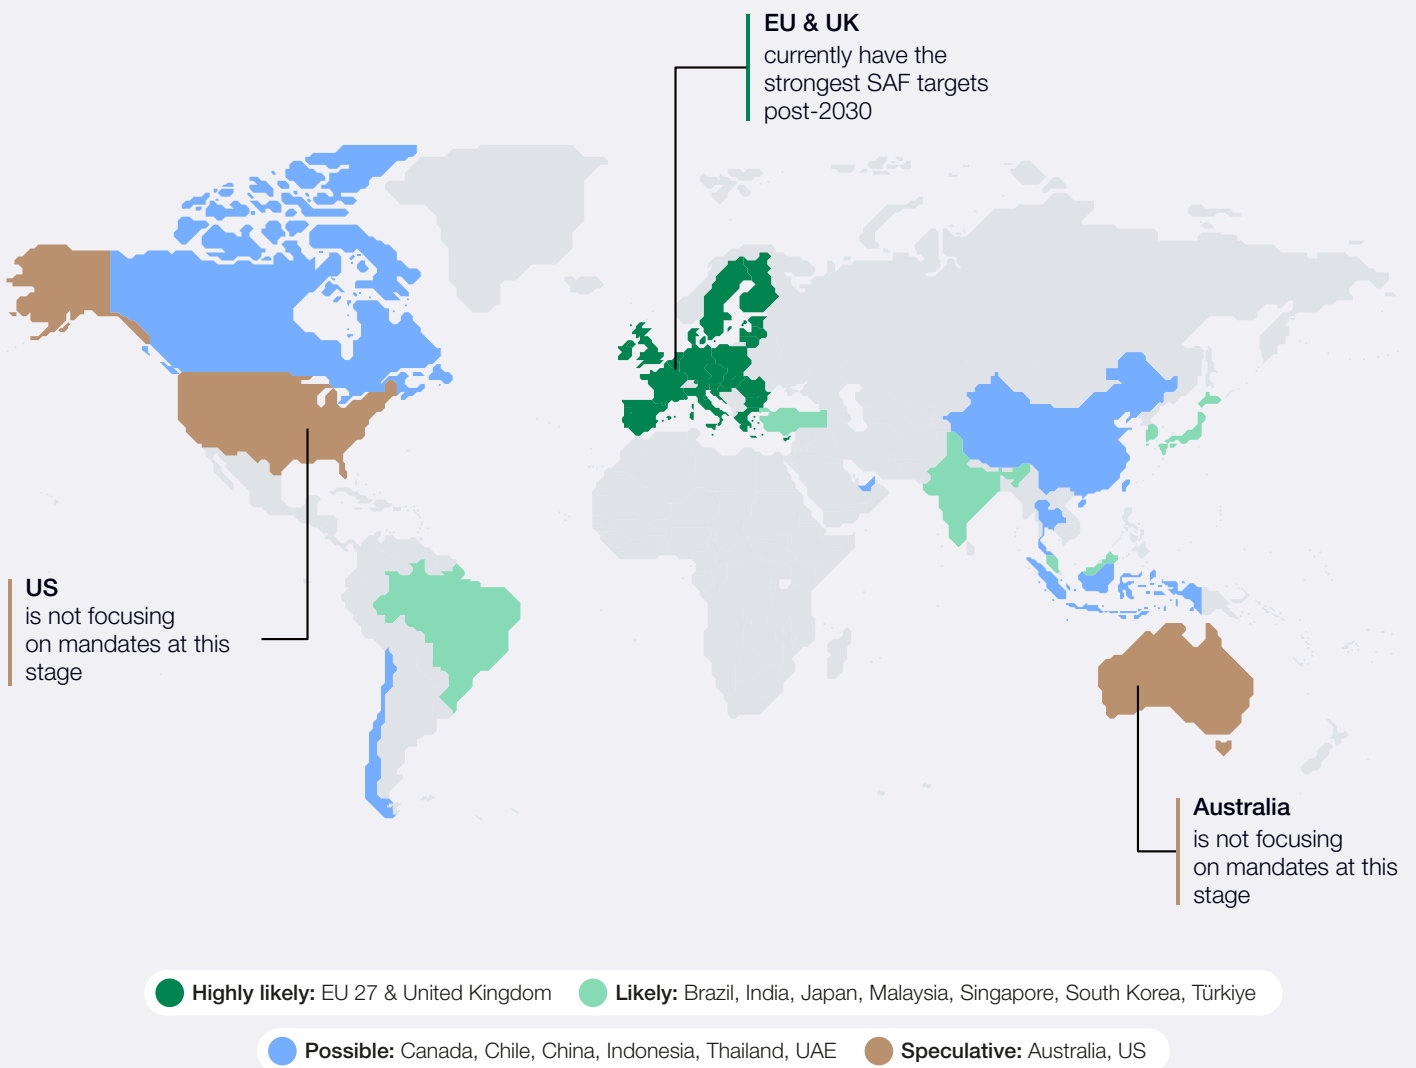 EU & UK
currently have the
strongest SAF targets
post-2030
US
is not focusing
on mandates at this
stage
Australia
is not focusing
on mandates at this
stage
Highly likely: EU 27 & United Kingdom
Likely: Brazil, India, Japan, Malaysia, Singapore, South Korea, Türkiye
Possible: Canada, Chile, China, Indonesia, Thailand, UAE
Speculative: Australia, US